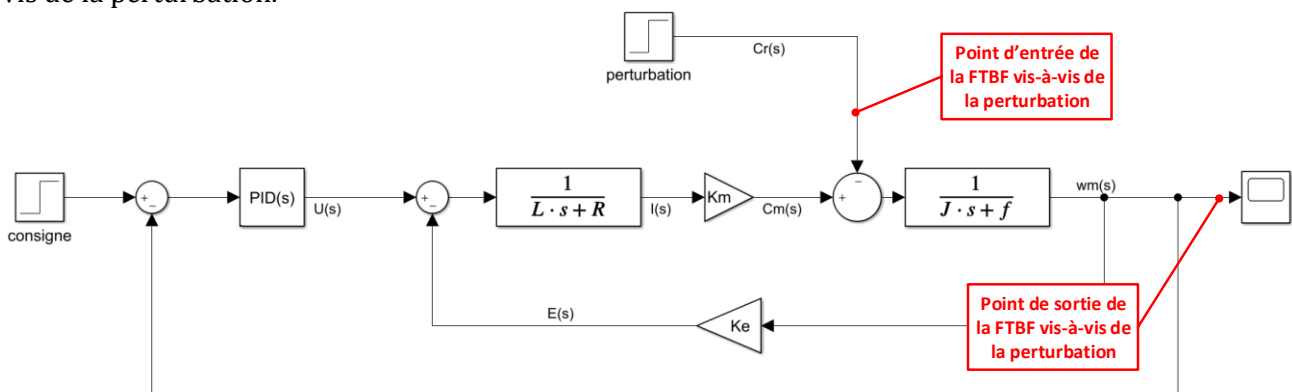 vis de la perturbation.
perturbation
Cr(s)
Point d’entrée de
la FTBF vis-à-vis de
la perturbation
consigne
+
−
PID(s)
U(s)
+
−
1
L · s + R
I(s)
Km
Cm(s)
+
−
1
J · s + f
wm(s)
E(s)
Ke
Point de sortie de
la FTBF vis-à-vis de
la perturbation